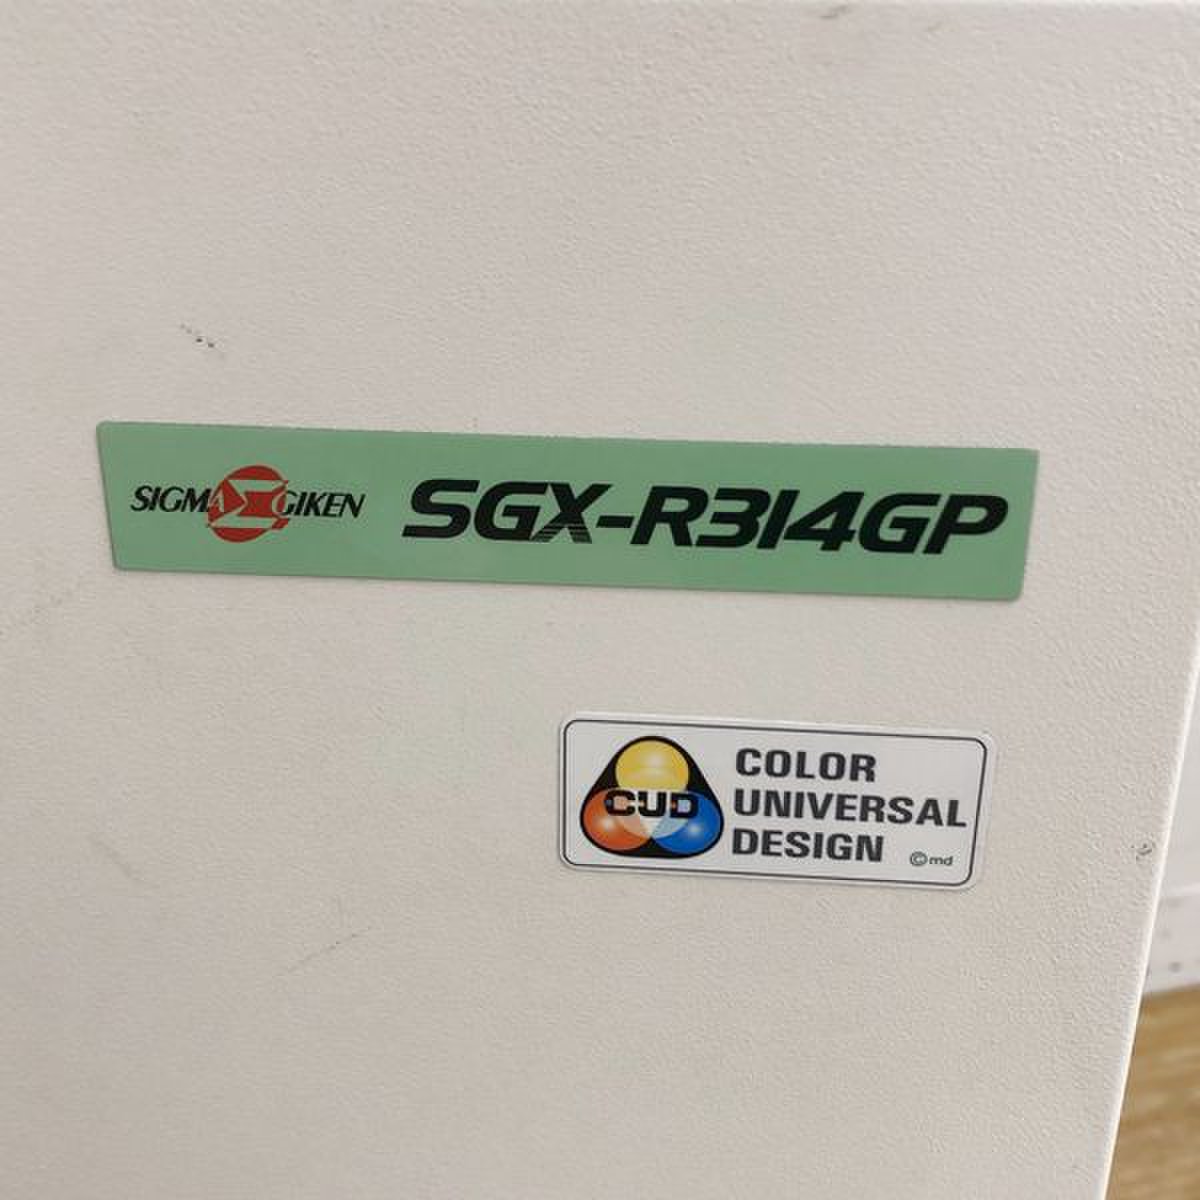 SIGMA Σ GIKEN SGX-R314GP
CUD
COLOR
UNIVERSAL
DESIGN ©md